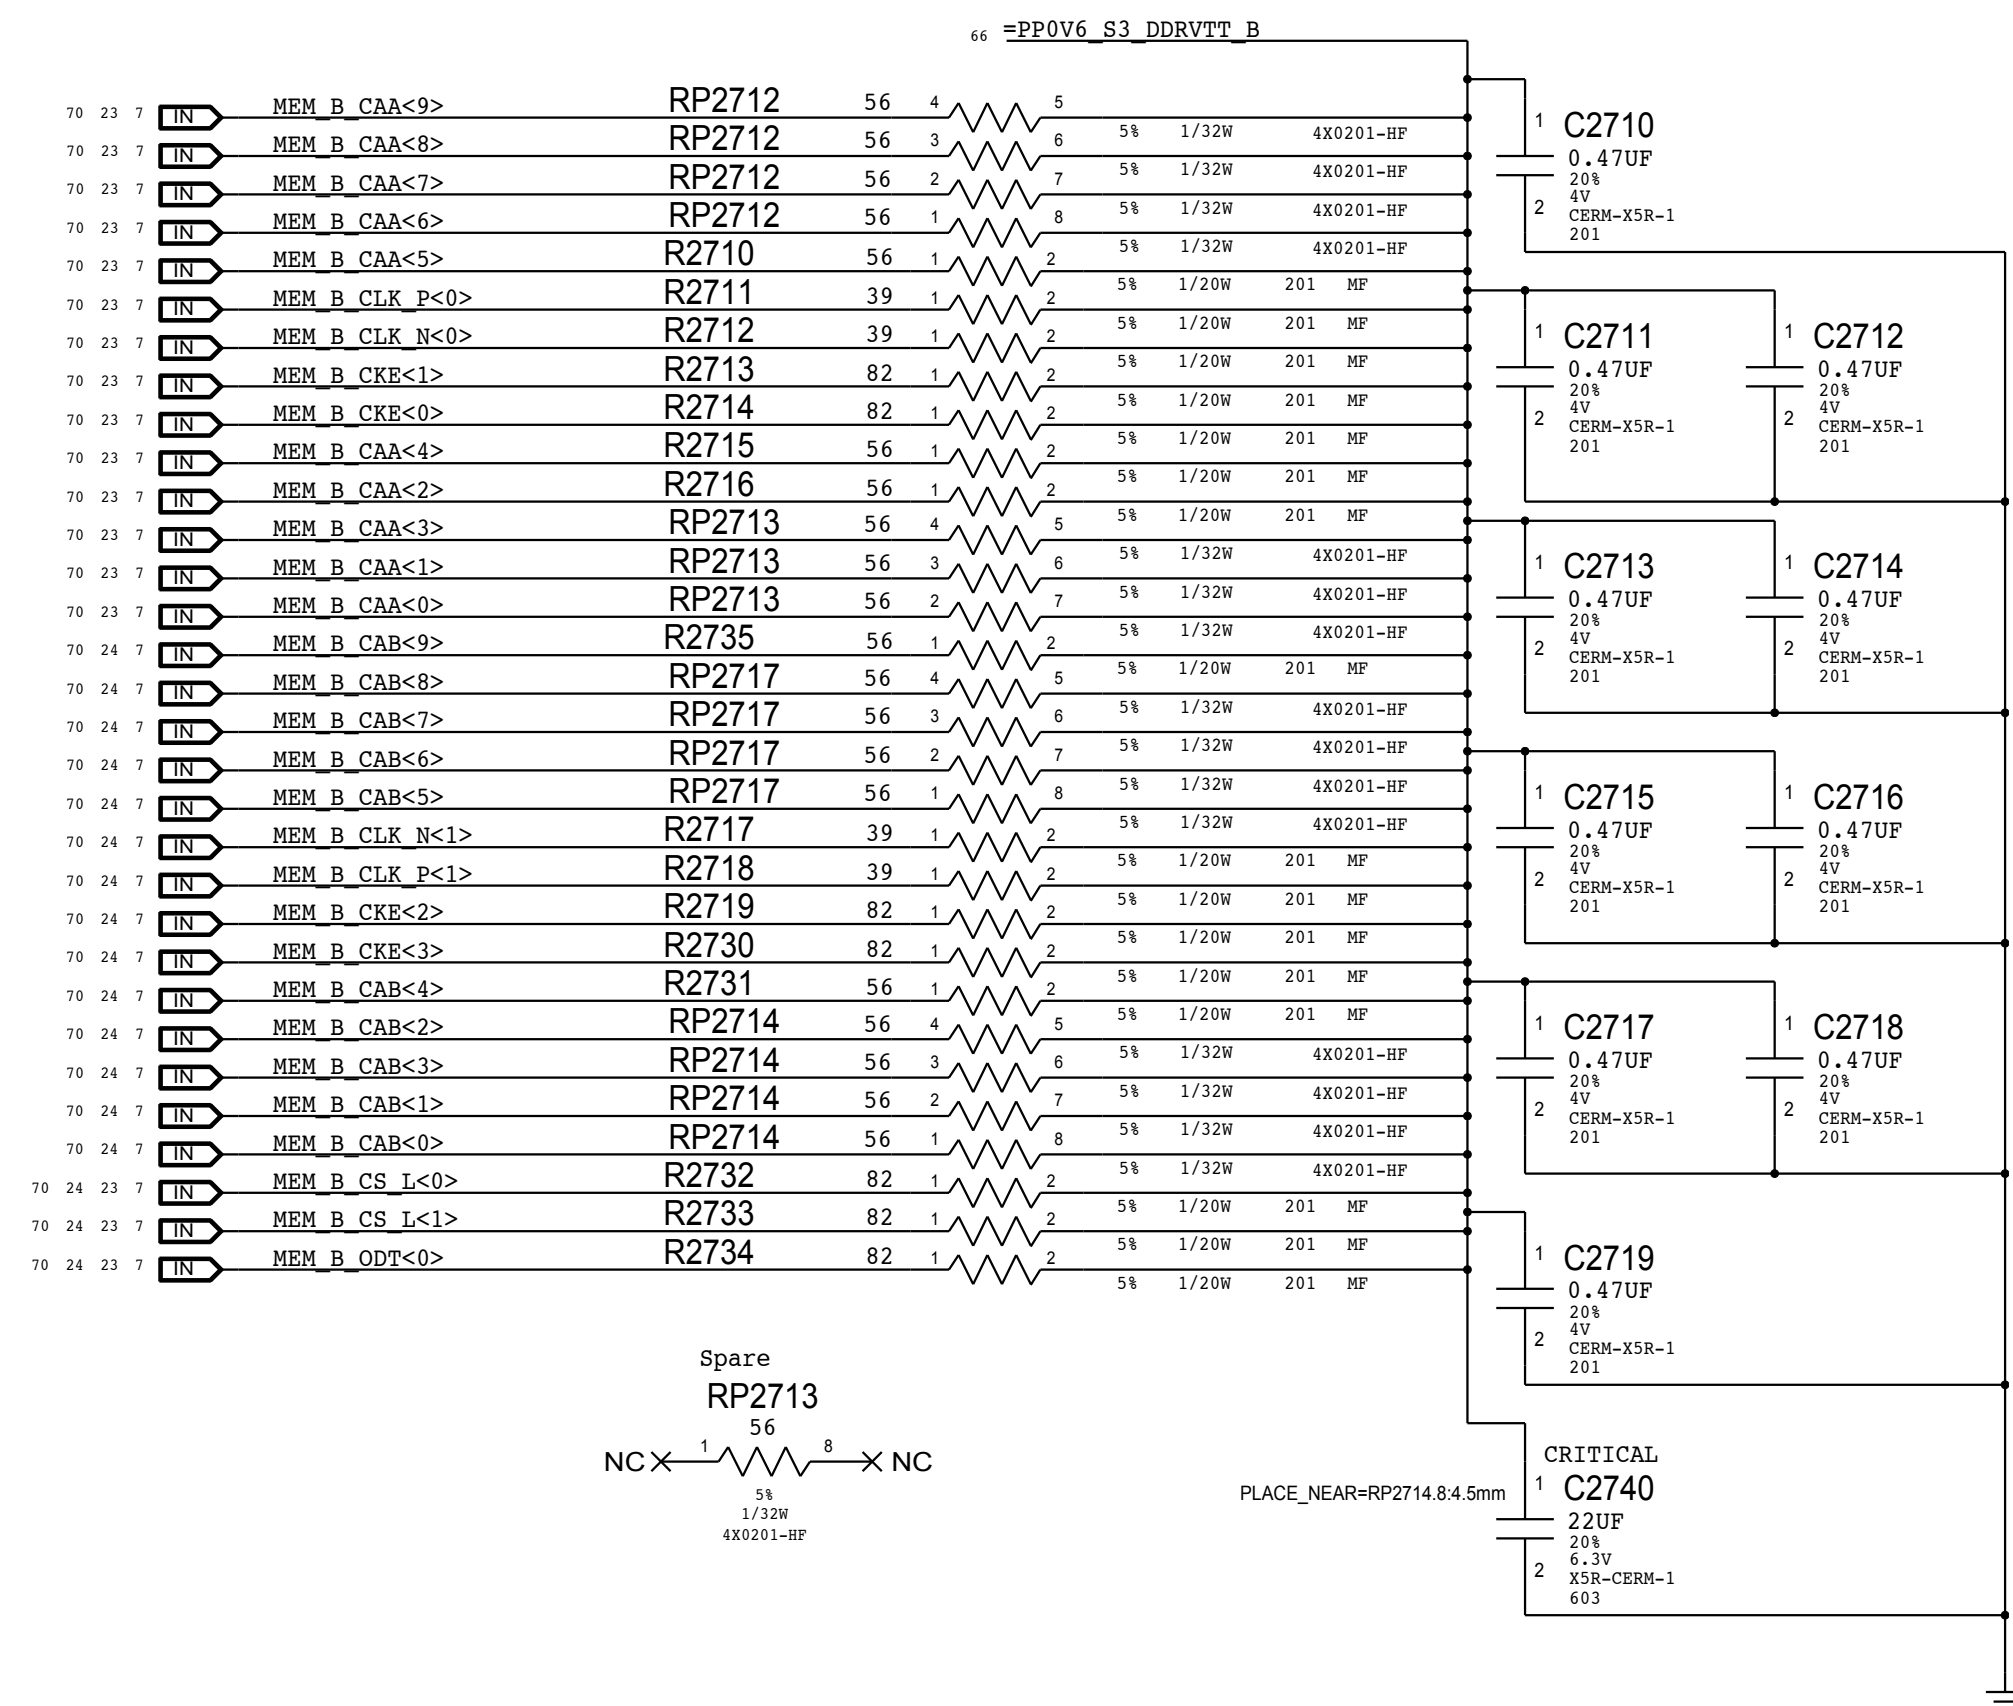 66 =PP0V6_S3_DDRVTT_B
70 23 7 IN MEM_B_CAA<9> RP2712 56 4 5 5% 1/32W 4X0201-HF
70 23 7 IN MEM_B_CAA<8> RP2712 56 3 6 5% 1/32W 4X0201-HF
70 23 7 IN MEM_B_CAA<7> RP2712 56 2 7 5% 1/32W 4X0201-HF
70 23 7 IN MEM_B_CAA<6> RP2712 56 1 8 5% 1/32W 4X0201-HF
70 23 7 IN MEM_B_CAA<5> R2710 56 1 2 5% 1/20W 201 MF
70 23 7 IN MEM_B_CLK_P<0> R2711 39 1 2 5% 1/20W 201 MF
70 23 7 IN MEM_B_CLK_N<0> R2712 39 1 2 5% 1/20W 201 MF
70 23 7 IN MEM_B_CKE<1> R2713 82 1 2 5% 1/20W 201 MF
70 23 7 IN MEM_B_CKE<0> R2714 82 1 2 5% 1/20W 201 MF
70 23 7 IN MEM_B_CAA<4> R2715 56 1 2 5% 1/20W 201 MF
70 23 7 IN MEM_B_CAA<2> R2716 56 1 2 5% 1/20W 201 MF
70 23 7 IN MEM_B_CAA<3> RP2713 56 4 5 5% 1/32W 4X0201-HF
70 23 7 IN MEM_B_CAA<1> RP2713 56 3 6 5% 1/32W 4X0201-HF
70 23 7 IN MEM_B_CAA<0> RP2713 56 2 7 5% 1/32W 4X0201-HF
70 24 7 IN MEM_B_CAB<9> R2735 56 1 2 5% 1/20W 201 MF
70 24 7 IN MEM_B_CAB<8> RP2717 56 4 5 5% 1/32W 4X0201-HF
70 24 7 IN MEM_B_CAB<7> RP2717 56 3 6 5% 1/32W 4X0201-HF
70 24 7 IN MEM_B_CAB<6> RP2717 56 2 7 5% 1/32W 4X0201-HF
70 24 7 IN MEM_B_CAB<5> RP2717 56 1 8 5% 1/32W 4X0201-HF
70 24 7 IN MEM_B_CLK_N<1> R2717 39 1 2 5% 1/20W 201 MF
70 24 7 IN MEM_B_CLK_P<1> R2718 39 1 2 5% 1/20W 201 MF
70 24 7 IN MEM_B_CKE<2> R2719 82 1 2 5% 1/20W 201 MF
70 24 7 IN MEM_B_CKE<3> R2730 82 1 2 5% 1/20W 201 MF
70 24 7 IN MEM_B_CAB<4> R2731 56 1 2 5% 1/20W 201 MF
70 24 7 IN MEM_B_CAB<2> RP2714 56 4 5 5% 1/32W 4X0201-HF
70 24 7 IN MEM_B_CAB<3> RP2714 56 3 6 5% 1/32W 4X0201-HF
70 24 7 IN MEM_B_CAB<1> RP2714 56 2 7 5% 1/32W 4X0201-HF
70 24 7 IN MEM_B_CAB<0> RP2714 56 1 8 5% 1/32W 4X0201-HF
70 24 23 7 IN MEM_B_CS_L<0> R2732 82 1 2 5% 1/20W 201 MF
70 24 23 7 IN MEM_B_CS_L<1> R2733 82 1 2 5% 1/20W 201 MF
70 24 23 7 IN MEM_B_ODT<0> R2734 82 1 2 5% 1/20W 201 MF
1 C2710
0.47UF
20%
4V
2 CERM-X5R-1
201
1 C2711
0.47UF
20%
4V
2 CERM-X5R-1
201
1 C2712
0.47UF
20%
4V
2 CERM-X5R-1
201
1 C2713
0.47UF
20%
4V
2 CERM-X5R-1
201
1 C2714
0.47UF
20%
4V
2 CERM-X5R-1
201
1 C2715
0.47UF
20%
4V
2 CERM-X5R-1
201
1 C2716
0.47UF
20%
4V
2 CERM-X5R-1
201
1 C2717
0.47UF
20%
4V
2 CERM-X5R-1
201
1 C2718
0.47UF
20%
4V
2 CERM-X5R-1
201
1 C2719
0.47UF
20%
4V
2 CERM-X5R-1
201
Spare
RP2713
56
NC 1 8 NC
5%
1/32W
4X0201-HF
CRITICAL
PLACE_NEAR=RP2714.8:4.5mm
1 C2740
22UF
20%
6.3V
2 X5R-CERM-1
603